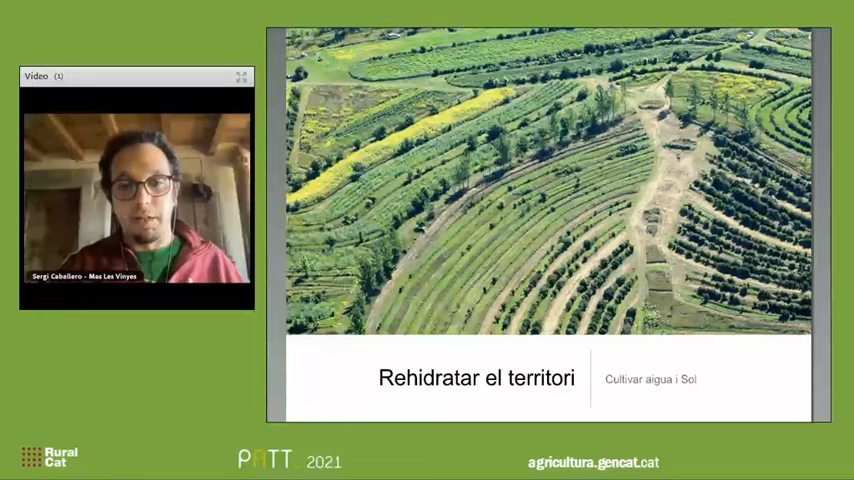 Vídeo (1)
Sergi Caballero - Mas Les Vinyes
Rehidratar el territori
Cultivar aigua i Sol
Rural
Cat
PATT 2021
agricultura.gencat.cat